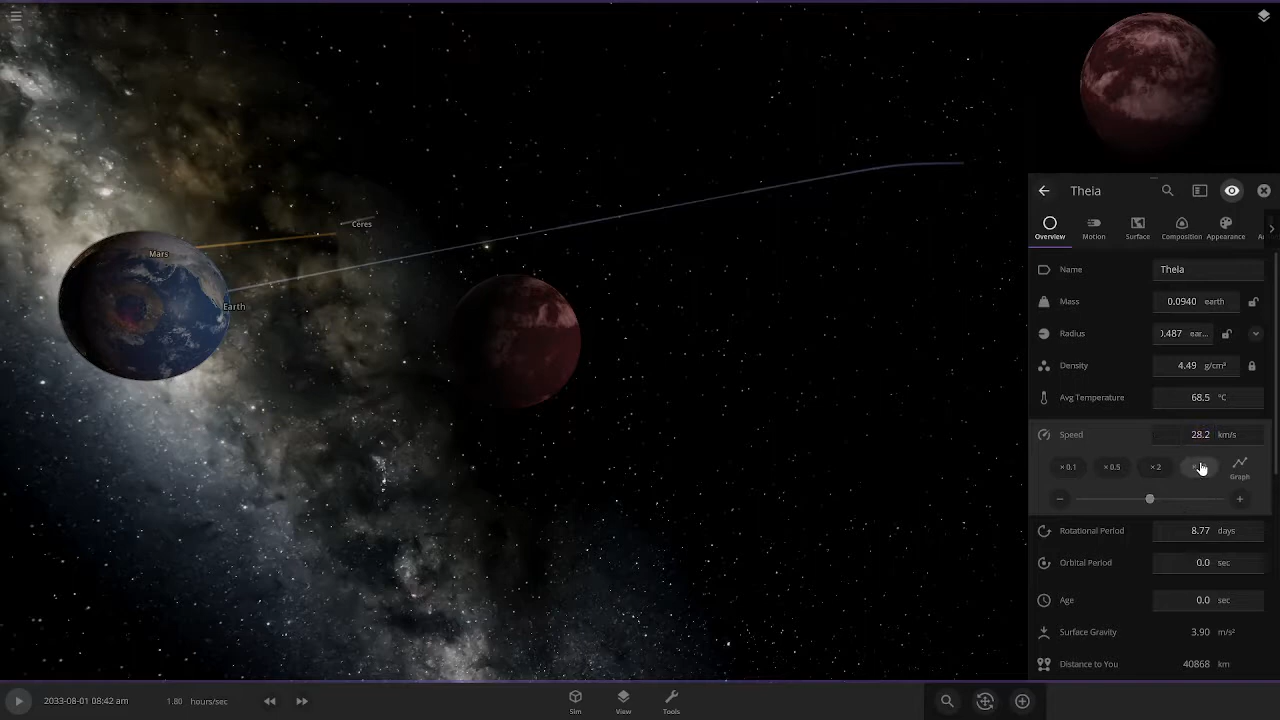 Ceres
Mars
Earth
Theia
Overview
Motion
Surface
Composition
Appearance
Name Theia
Mass 0.0940 earth
Radius ).487 ear...
Density 4.49 g/cm³
Avg Temperature 68.5 °C
Speed 28.2 km/s
× 0.1 × 0.5 × 2
Graph
Rotational Period 8.77 days
Orbital Period 0.0 sec
Age 0.0 sec
Surface Gravity 3.90 m/s²
Distance to You 40868 km
2033-08-01 08:42 am 1.80 hours/sec
Sim View Tools